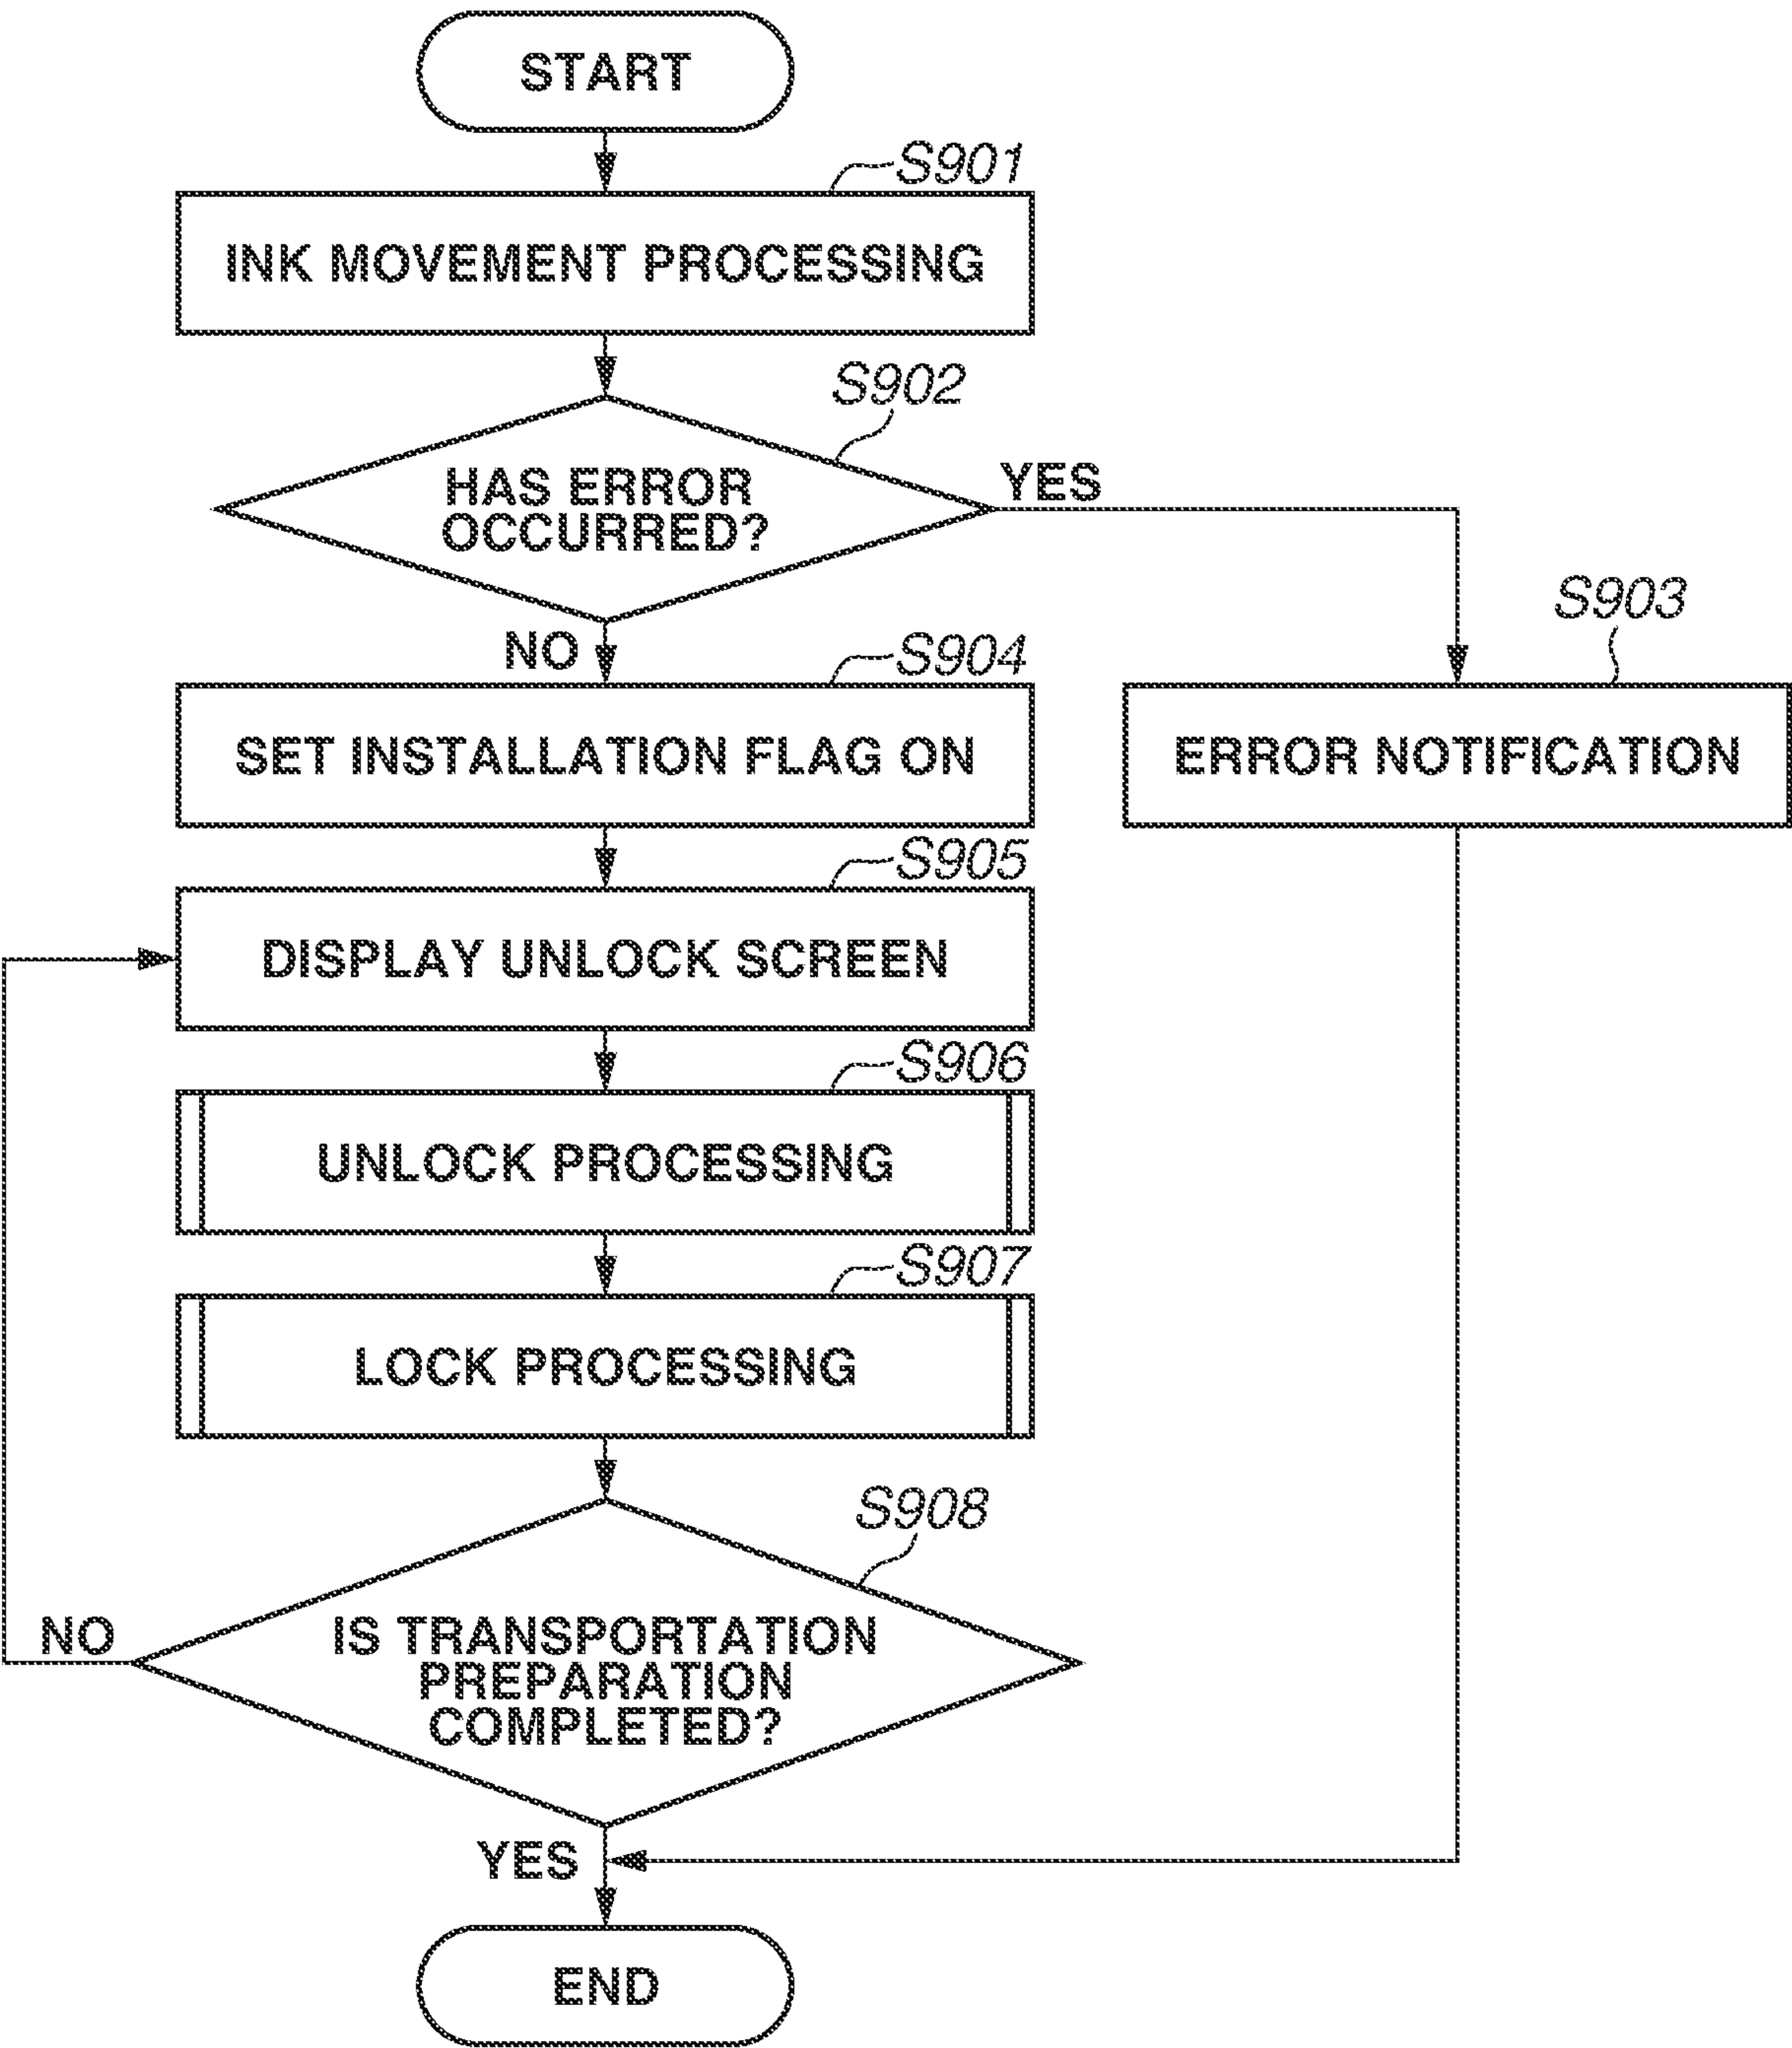 START
S901
INK MOVEMENT PROCESSING
S902
HAS ERROR
OCCURRED?
YES
S903
NO
S904
SET INSTALLATION FLAG ON
ERROR NOTIFICATION
S905
DISPLAY UNLOCK SCREEN
S906
UNLOCK PROCESSING
S907
LOCK PROCESSING
S908
NO
IS TRANSPORTATION
PREPARATION
COMPLETED?
YES
END